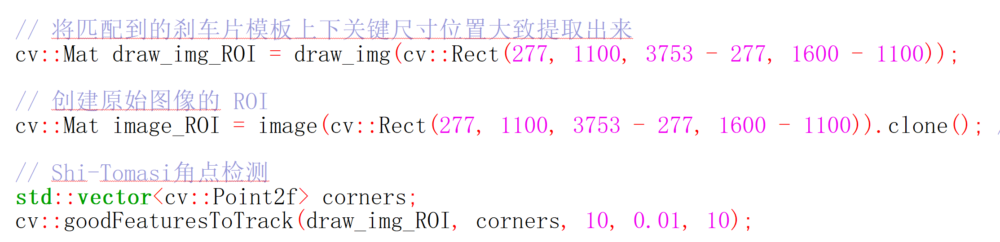 // 将匹配到的刹车片模板上下关键尺寸位置大致提取出来
cv::Mat draw_img_ROI = draw_img(cv::Rect(277, 1100, 3753 - 277, 1600 - 1100));
// 创建原始图像的 ROI
cv::Mat image_ROI = image(cv::Rect(277, 1100, 3753 - 277, 1600 - 1100)).clone(); /
// Shi-Tomasi角点检测
std::vector<cv::Point2f> corners;
cv::goodFeaturesToTrack(draw_img_ROI, corners, 10, 0.01, 10);